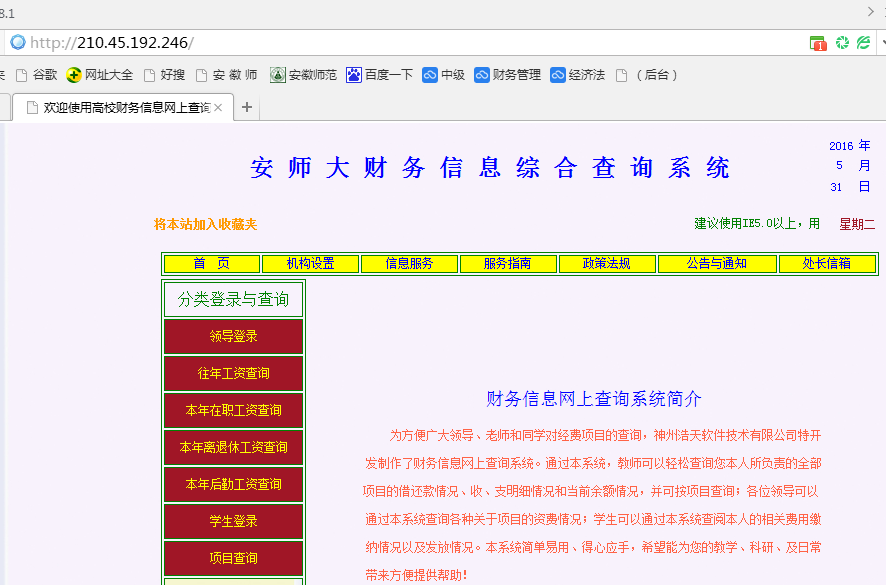 8.1
http://210.45.192.246/
1
谷歌 网址大全 好搜 安 徽 师 安徽师范 百度一下 中级 财务管理 经济法 （后台）
欢迎使用高校财务信息网上查询
安师大财务信息综合查询系统
2016 年
5 月
31 日
将本站加入收藏夹
建议使用IE5.0以上，用 星期二
首 页 机构设置 信息服务 服务指南 政策法规 公告与通知 处长信箱
分类登录与查询
领导登录
往年工资查询
本年在职工资查询
本年离退休工资查询
本年后勤工资查询
学生登录
项目查询
财务信息网上查询系统简介
为方便广大领导、老师和同学对经费项目的查询，神州浩天软件技术有限公司特开
发制作了财务信息网上查询系统。通过本系统，教师可以轻松查询您本人所负责的全部
项目的借还款情况、收、支明细情况和当前余额情况，并可按项目查询；各位领导可以
通过本系统查询各种关于项目的资费情况；学生可以通过本系统查阅本人的相关费用缴
纳情况以及发放情况。本系统简单易用、得心应手，希望能为您的教学、科研、及日常
带来方便提供帮助！